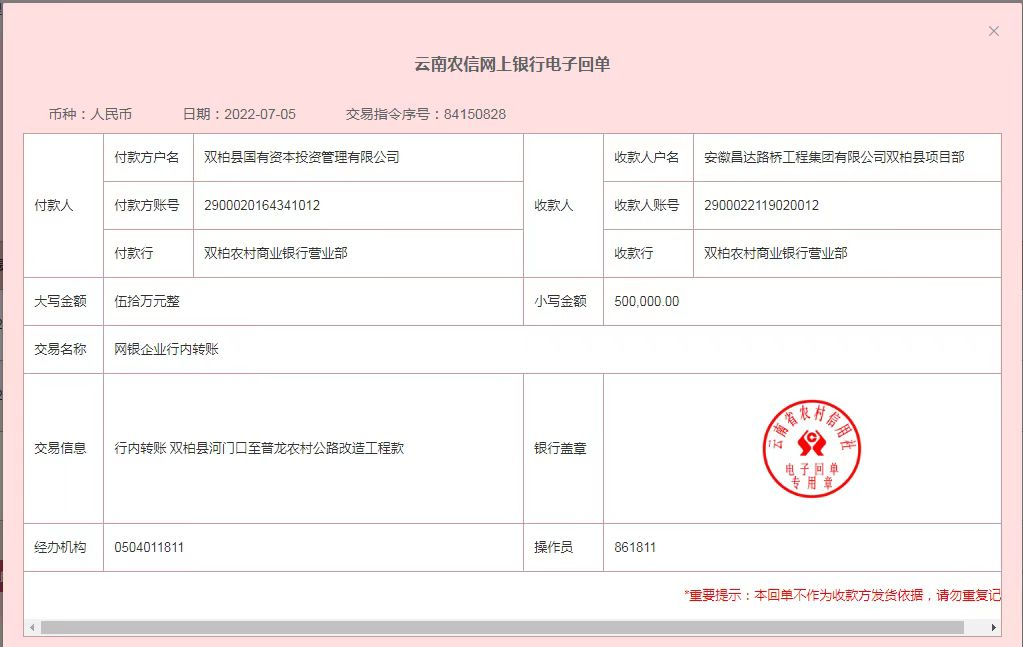 云南农信网上银行电子回单
币种：人民币 日期：2022-07-05 交易指令序号：84150828
付款人 付款方户名 双柏县国有资本投资管理有限公司 收款人 收款人户名 安徽昌达路桥工程集团有限公司双柏县项目部
付款方账号 2900020164341012 收款人账号 2900022119020012
付款行 双柏农村商业银行营业部 收款行 双柏农村商业银行营业部
大写金额 伍拾万元整 小写金额 500,000.00
交易名称 网银企业行内转账
交易信息 行内转账 双柏县河门口至普龙农村公路改造工程款 银行盖章
云南省农村信用社
电子回单
专用章
经办机构 0504011811 操作员 861811
*重要提示：本回单不作为收款方发货依据，请勿重复记